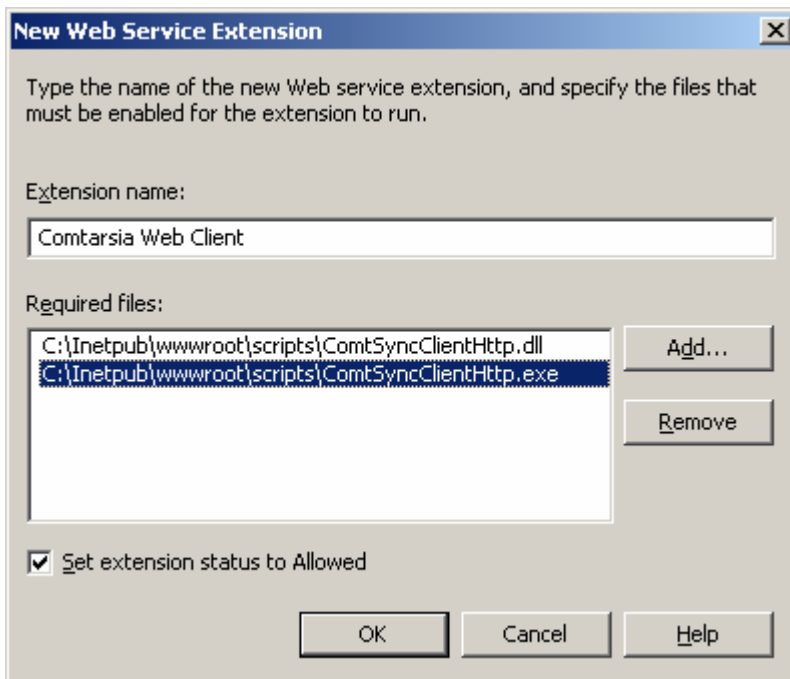 New Web Service Extension
Type the name of the new Web service extension, and specify the files that
must be enabled for the extension to run.
Extension name:
Comtarsia Web Client
Required files:
C:\Inetpub\wwwroot\scripts\ComtSyncClientHttp.dll
Add...
C:\Inetpub\wwwroot\scripts\ComtSyncClientHttp.exe
Remove
Set extension status to Allowed
OK
Cancel
Help